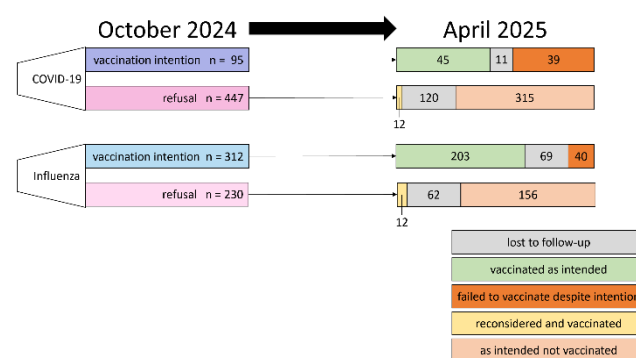 October 2024 April 2025
vaccination intention n = 95 45 11 39
COVID-19
refusal n = 447 120 315
12
vaccination intention n = 312 203 69 40
Influenza
refusal n = 230 62 156
12
lost to follow-up
vaccinated as intended
failed to vaccinate despite intention
reconsidered and vaccinated
as intended not vaccinated